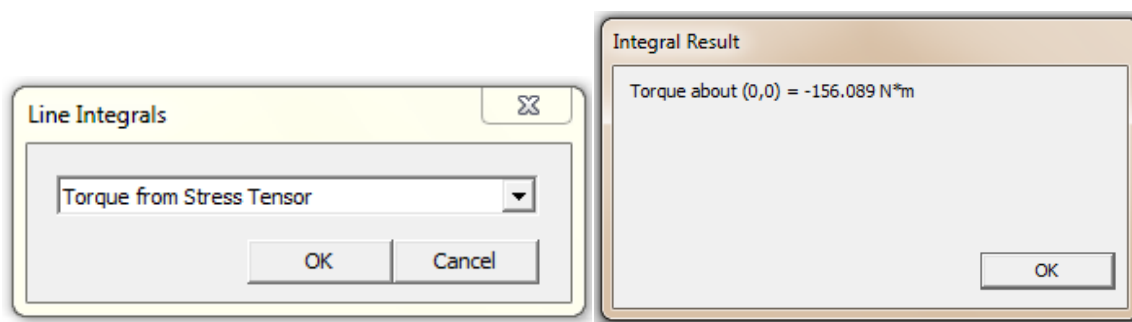 Line Integrals
Torque from Stress Tensor
OK
Cancel
Integral Result
Torque about (0,0) = -156.089 N*m
OK